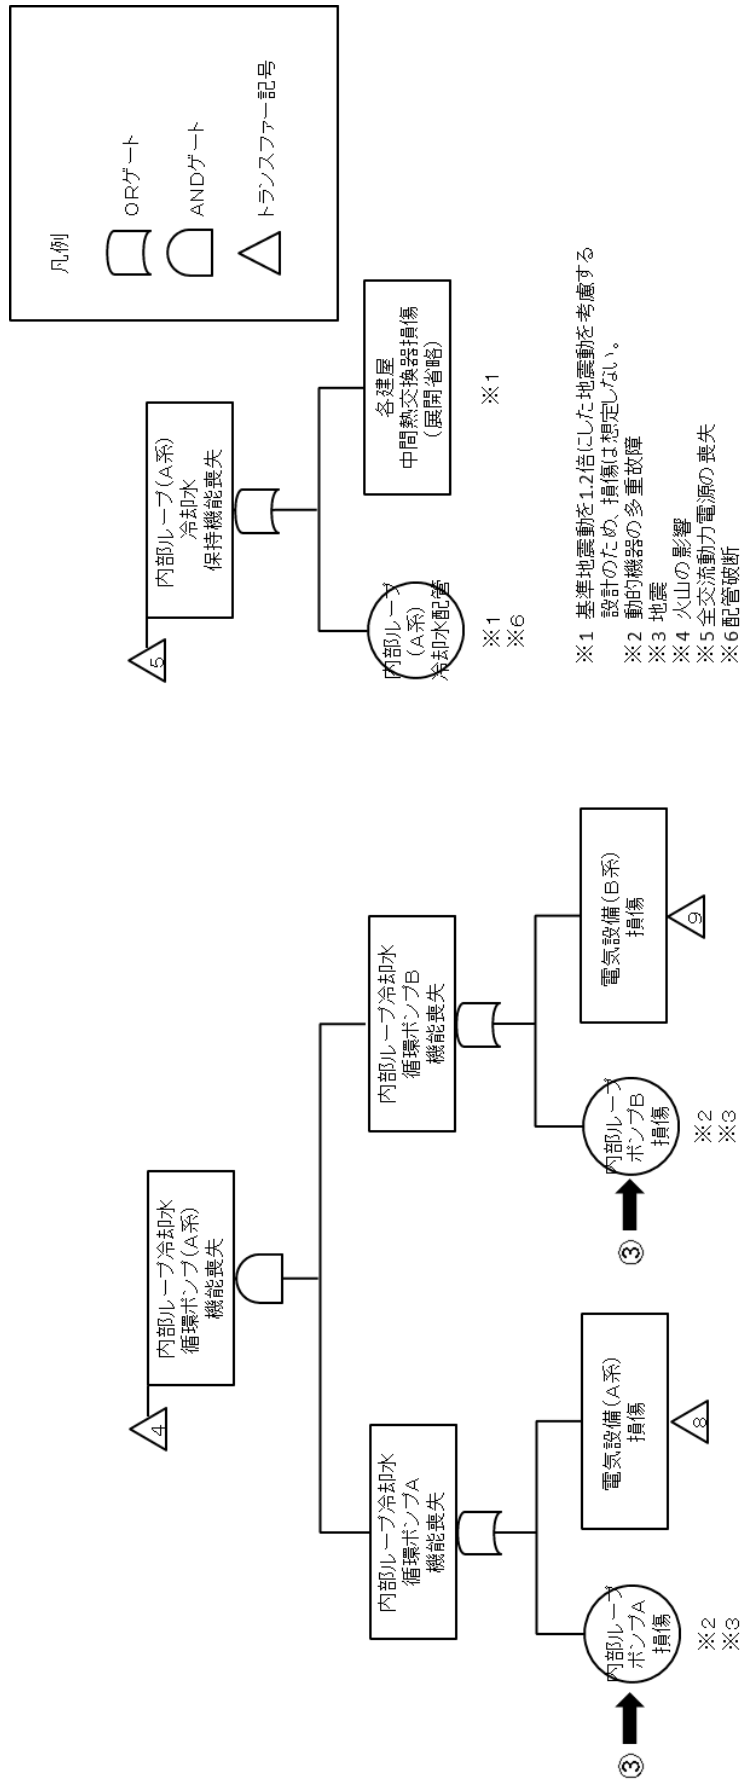 4
内部ループ冷却水
循環ポンプ(A系)
機能喪失
内部ループ冷却水
循環ポンプA
機能喪失
内部ループ冷却水
循環ポンプB
機能喪失
③
内部ループ
ポンプA
損傷
※2
※3
電気設備(A系)
損傷
8
③
内部ループ
ポンプB
損傷
※2
※3
電気設備(B系)
損傷
9
5
内部ループ(A系)
冷却水
保持機能喪失
内部ループ
(A系)
冷却水配管
※1
※6
各建屋
中間熱交換器損傷
(展開省略)
※1
凡例
ORゲート
ANDゲート
トランスファー記号
※1 基準地震動を1.2倍にした地震動を考慮する
設計のため、損傷は想定しない。
※2 動的機器の多重故障
※3 地震
※4 火山の影響
※5 全交流動力電源の喪失
※6 配管破断